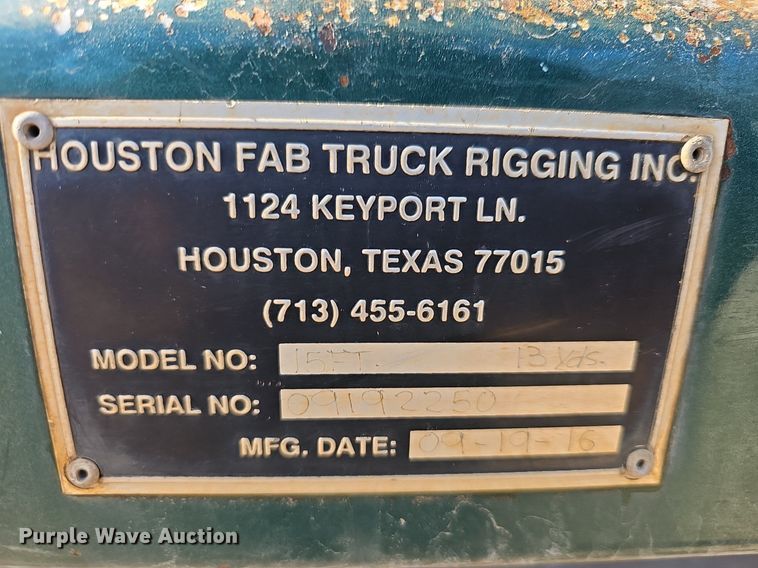 HOUSTON FAB TRUCK RIGGING INC.
1124 KEYPORT LN.
HOUSTON, TEXAS 77015
(713) 455-6161
MODEL NO: 15FT. 13 Yds.
SERIAL NO: 09192250
MFG. DATE: 09-19-16
Purple Wave Auction®